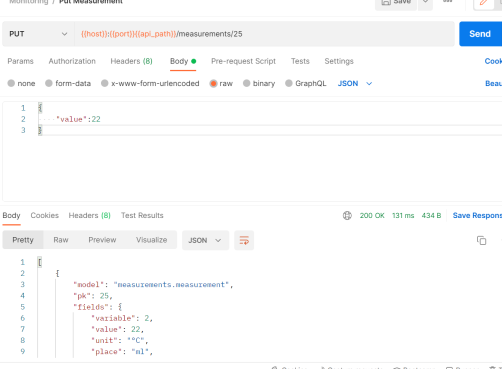 Monitoring / Put Measurement Save
PUT {{host}}:{{port}}{{api_path}}/measurements/25 Send
Params Authorization Headers (8) Body Pre-request Script Tests Settings Cook
none form-data x-www-form-urlencoded raw binary GraphQL JSON Beau
1 {
2 "value":22
3 }
Body Cookies Headers (8) Test Results 200 OK 131 ms 434 B Save Respons
Pretty Raw Preview Visualize JSON
1 [
2 {
3 "model": "measurements.measurement",
4 "pk": 25,
5 "fields": {
6 "variable": 2,
7 "value": 22,
8 "unit": "°°C",
9 "place": "ml",